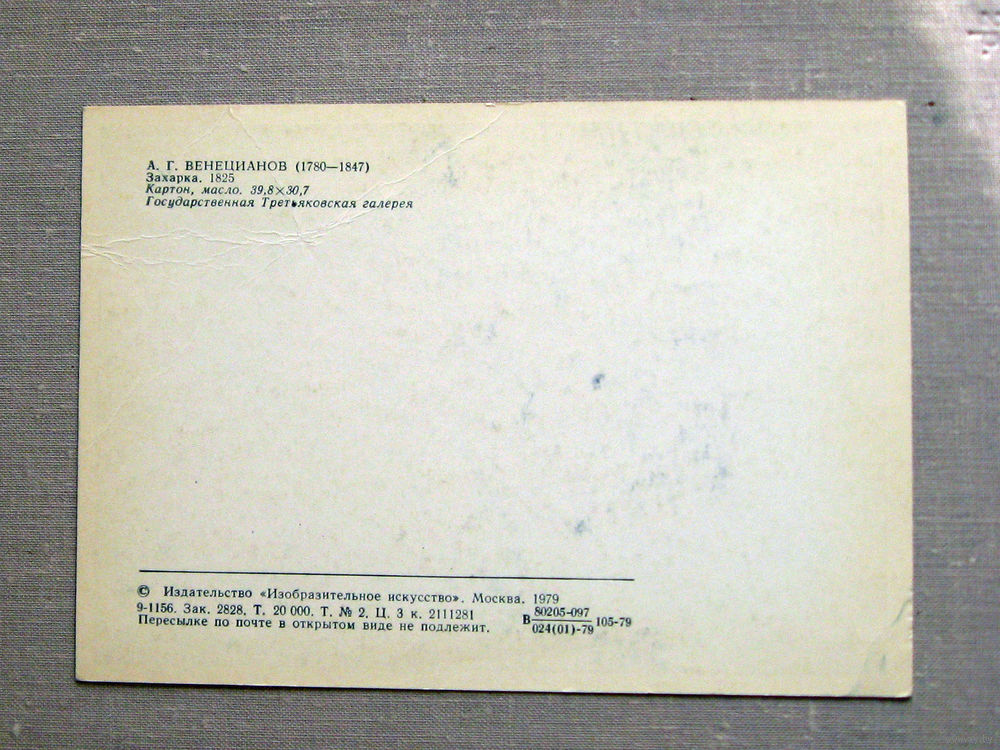 А. Г. ВЕНЕЦИАНОВ (1780—1847)
Захарка. 1825
Картон, масло. 39,8×30,7
Государственная Третьяковская галерея
© Издательство «Изобразительное искусство». Москва. 1979
9-1156. Зак. 2828. Т. 20 000. Т. № 2. Ц. 3 к. 2111281
Пересылке по почте в открытом виде не подлежит.
В 80205-097 105-79
024(01)-79